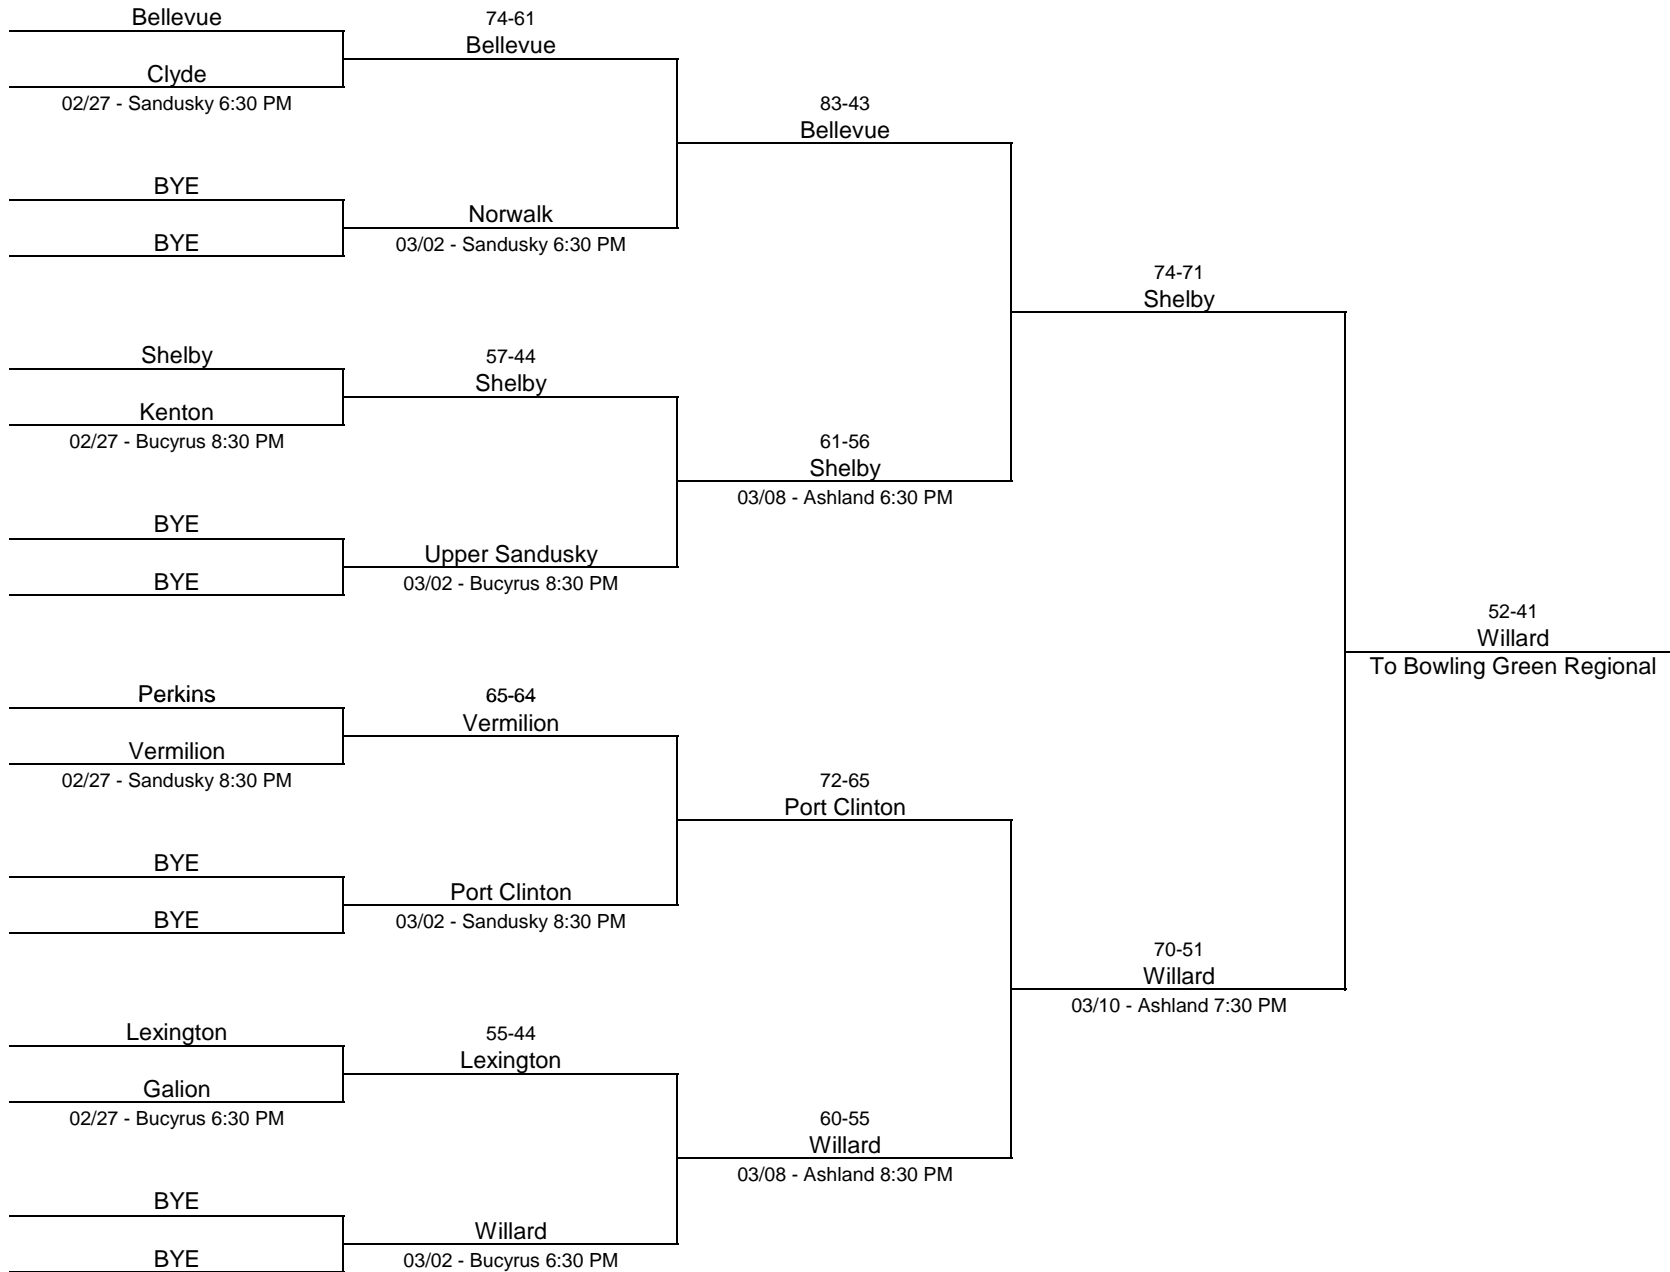 Bellevue
Clyde
02/27 - Sandusky 6:30 PM
BYE
BYE
Shelby
Kenton
02/27 - Bucyrus 8:30 PM
BYE
BYE
Perkins
Vermilion
02/27 - Sandusky 8:30 PM
BYE
BYE
Lexington
Galion
02/27 - Bucyrus 6:30 PM
BYE
BYE
74-61
Bellevue
Norwalk
03/02 - Sandusky 6:30 PM
57-44
Shelby
Upper Sandusky
03/02 - Bucyrus 8:30 PM
65-64
Vermilion
Port Clinton
03/02 - Sandusky 8:30 PM
55-44
Lexington
Willard
03/02 - Bucyrus 6:30 PM
83-43
Bellevue
61-56
Shelby
03/08 - Ashland 6:30 PM
72-65
Port Clinton
60-55
Willard
03/08 - Ashland 8:30 PM
74-71
Shelby
70-51
Willard
03/10 - Ashland 7:30 PM
52-41
Willard
To Bowling Green Regional